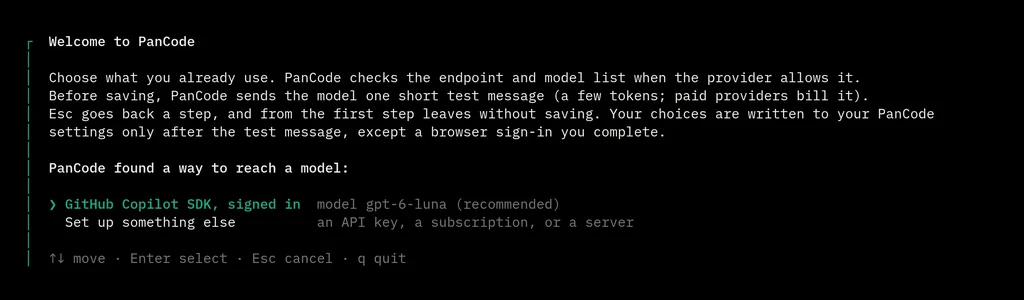 Welcome to PanCode
Choose what you already use. PanCode checks the endpoint and model list when the provider allows it.
Before saving, PanCode sends the model one short test message (a few tokens; paid providers bill it).
Esc goes back a step, and from the first step leaves without saving. Your choices are written to your PanCode
settings only after the test message, except a browser sign-in you complete.
PanCode found a way to reach a model:
❯ GitHub Copilot SDK, signed in  model gpt-6-luna (recommended)
Set up something else  an API key, a subscription, or a server
↑↓ move · Enter select · Esc cancel · q quit